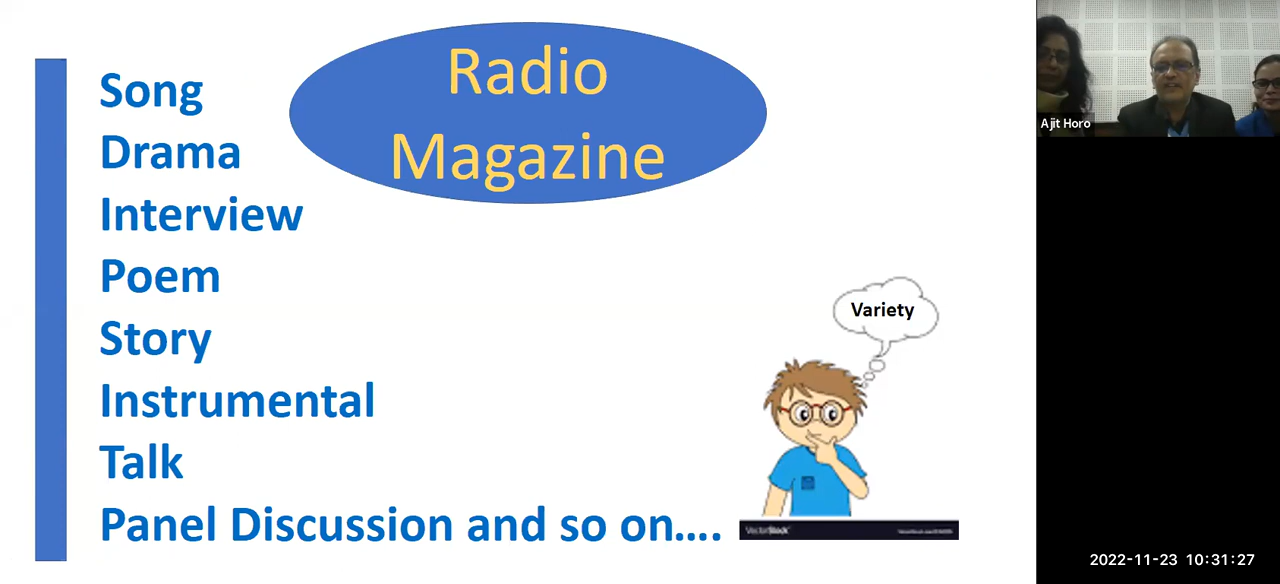 Radio
Magazine
Song
Drama
Interview
Poem
Story
Instrumental
Talk
Panel Discussion and so on....
Variety
VectorStock
Ajit Horo
2022-11-23 10:31:27